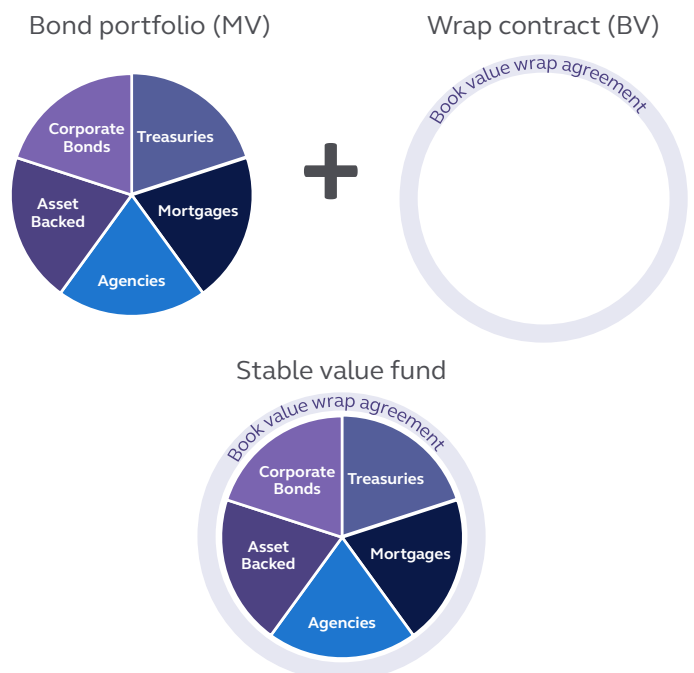 Bond portfolio (MV)
Wrap contract (BV)
Corporate
Bonds
Treasuries
Asset
Backed
Mortgages
Agencies
Book value wrap agreement
Stable value fund
Book value wrap agreement
Corporate
Bonds
Treasuries
Asset
Backed
Mortgages
Agencies